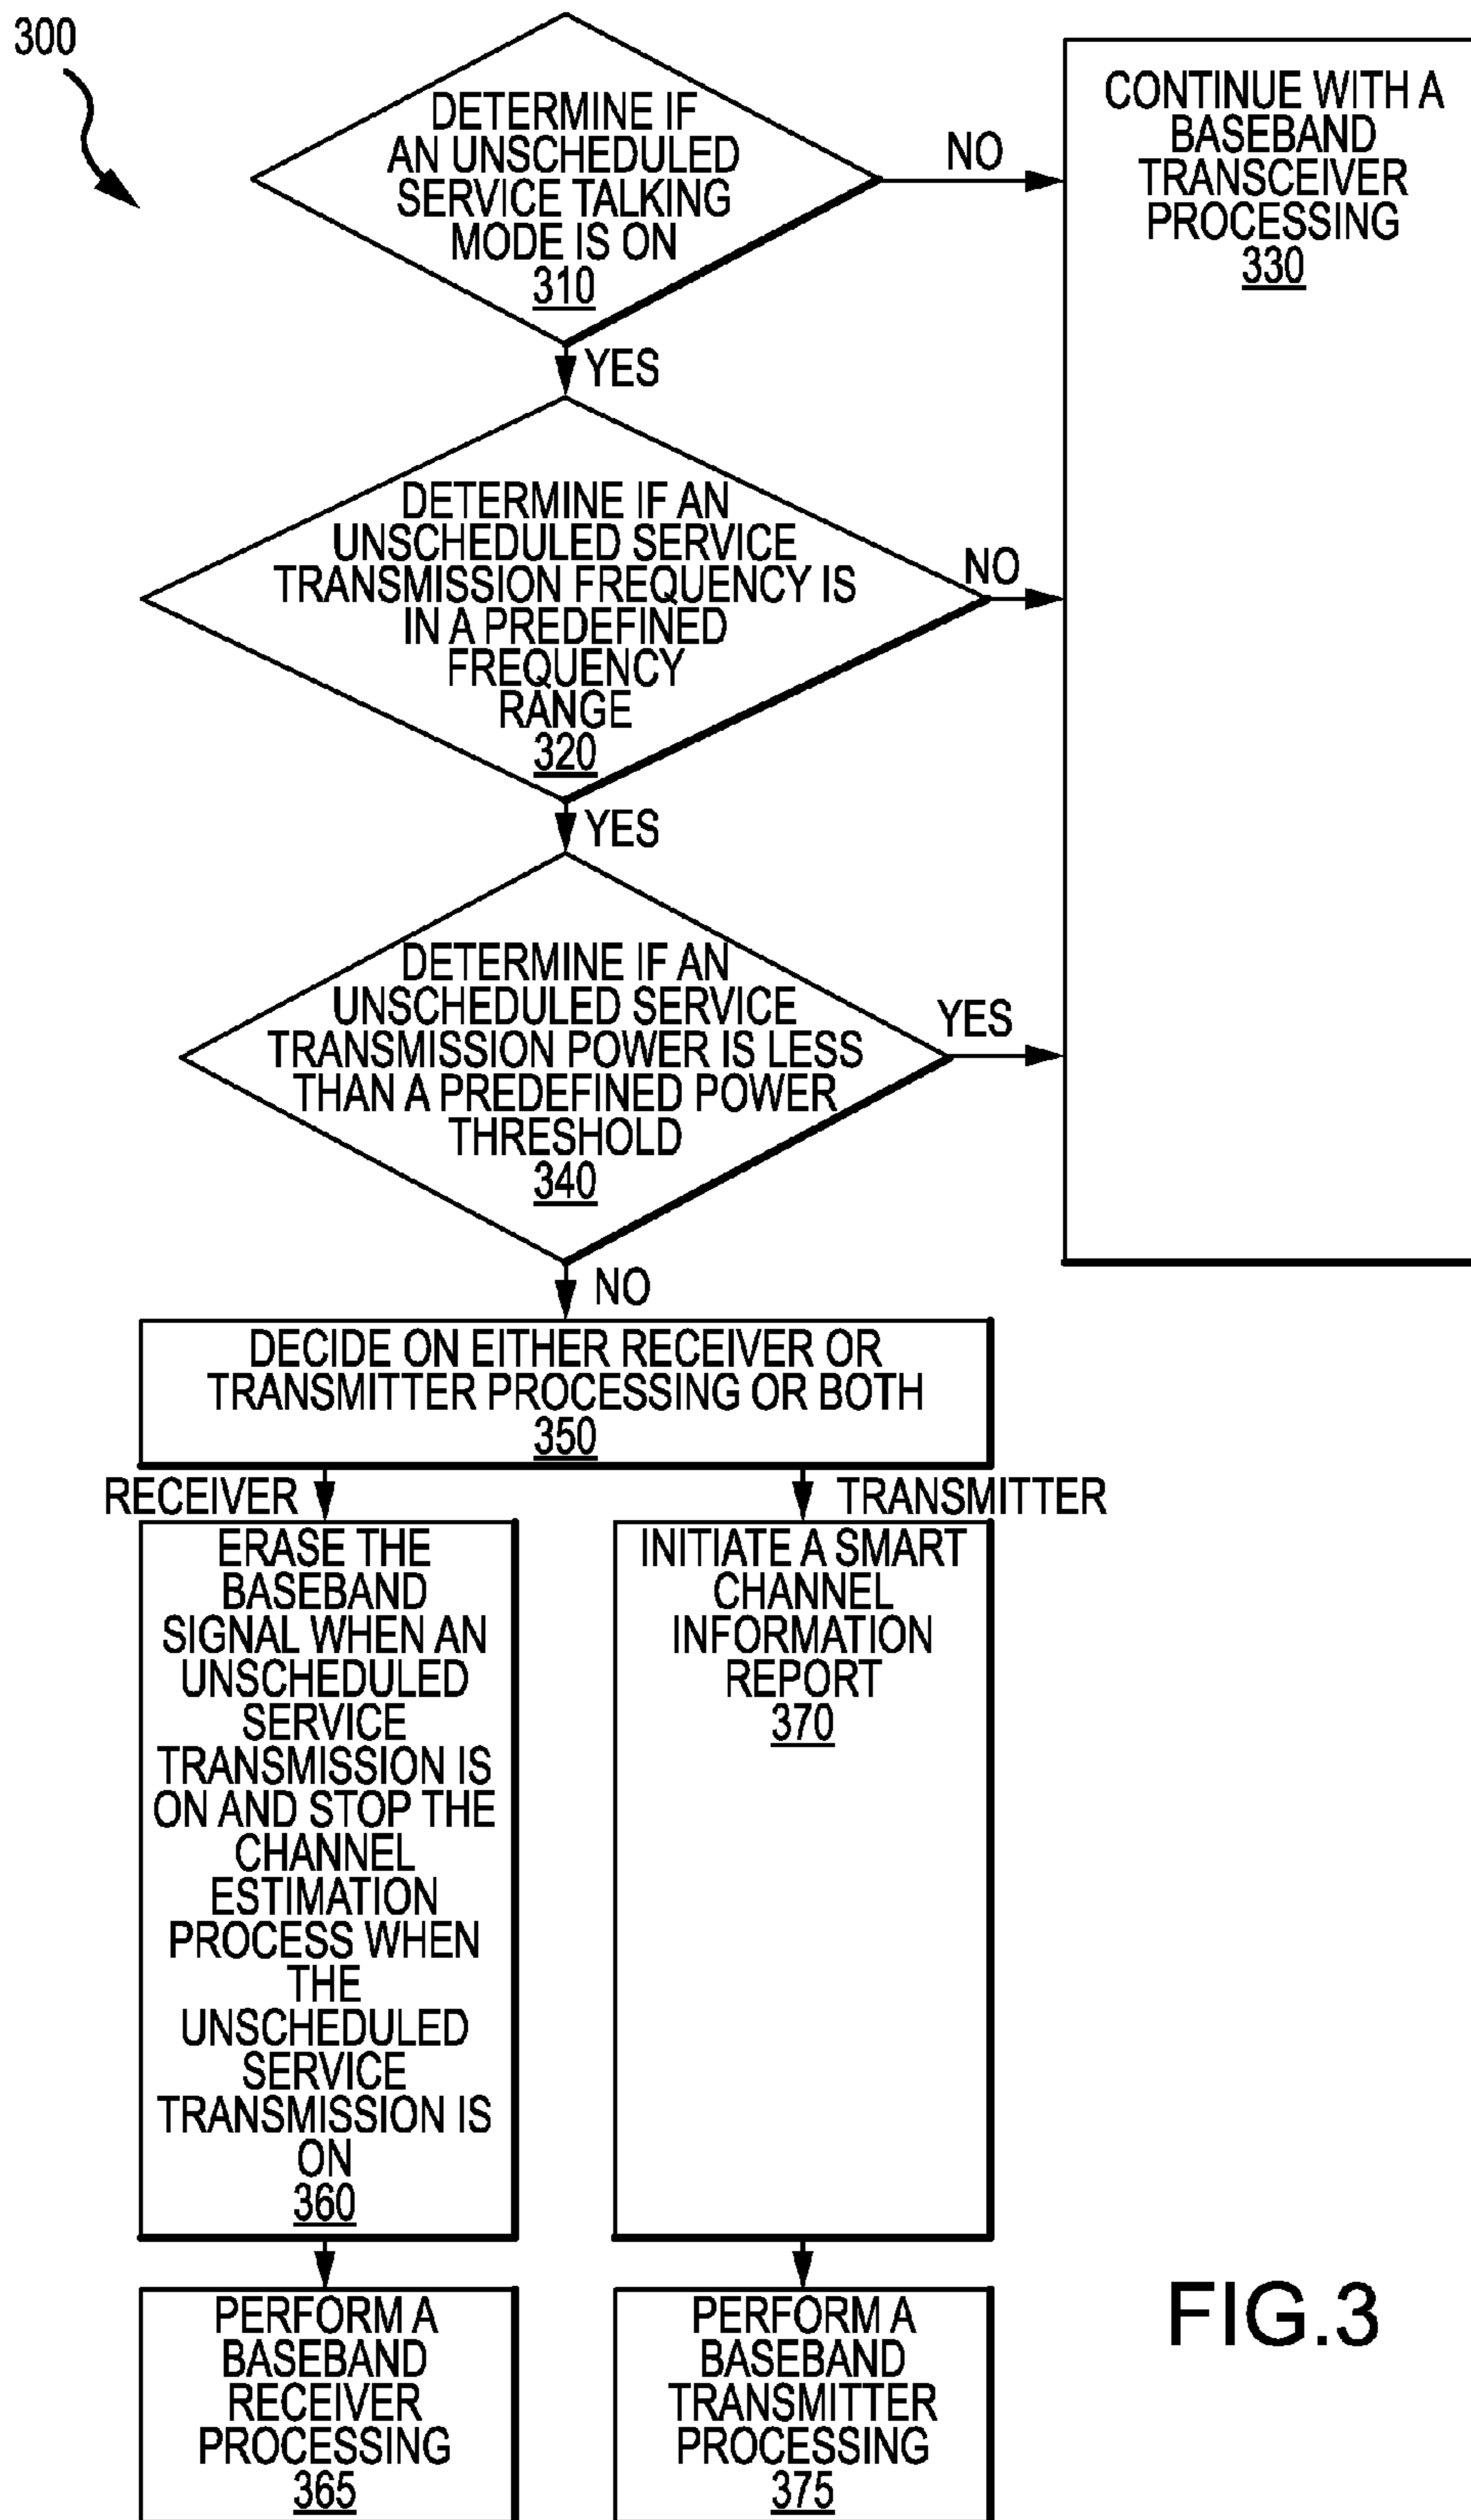 300
DETERMINE IF
AN UNSCHEDULED
SERVICE TALKING
MODE IS ON
310
NO
CONTINUE WITH A
BASEBAND
TRANSCEIVER
PROCESSING
330
YES
DETERMINE IF AN
UNSCHEDULED SERVICE
TRANSMISSION FREQUENCY IS
IN A PREDEFINED
FREQUENCY
RANGE
320
NO
YES
DETERMINE IF AN
UNSCHEDULED SERVICE
TRANSMISSION POWER IS LESS
THAN A PREDEFINED POWER
THRESHOLD
340
YES
NO
DECIDE ON EITHER RECEIVER OR
TRANSMITTER PROCESSING OR BOTH
350
RECEIVER
TRANSMITTER
ERASE THE
BASEBAND
SIGNAL WHEN AN
UNSCHEDULED
SERVICE
TRANSMISSION IS
ON AND STOP THE
CHANNEL
ESTIMATION
PROCESS WHEN
THE
UNSCHEDULED
SERVICE
TRANSMISSION IS
ON
360
INITIATE A SMART
CHANNEL
INFORMATION
REPORT
370
PERFORM A
BASEBAND
RECEIVER
PROCESSING
365
PERFORM A
BASEBAND
TRANSMITTER
PROCESSING
375
FIG.3